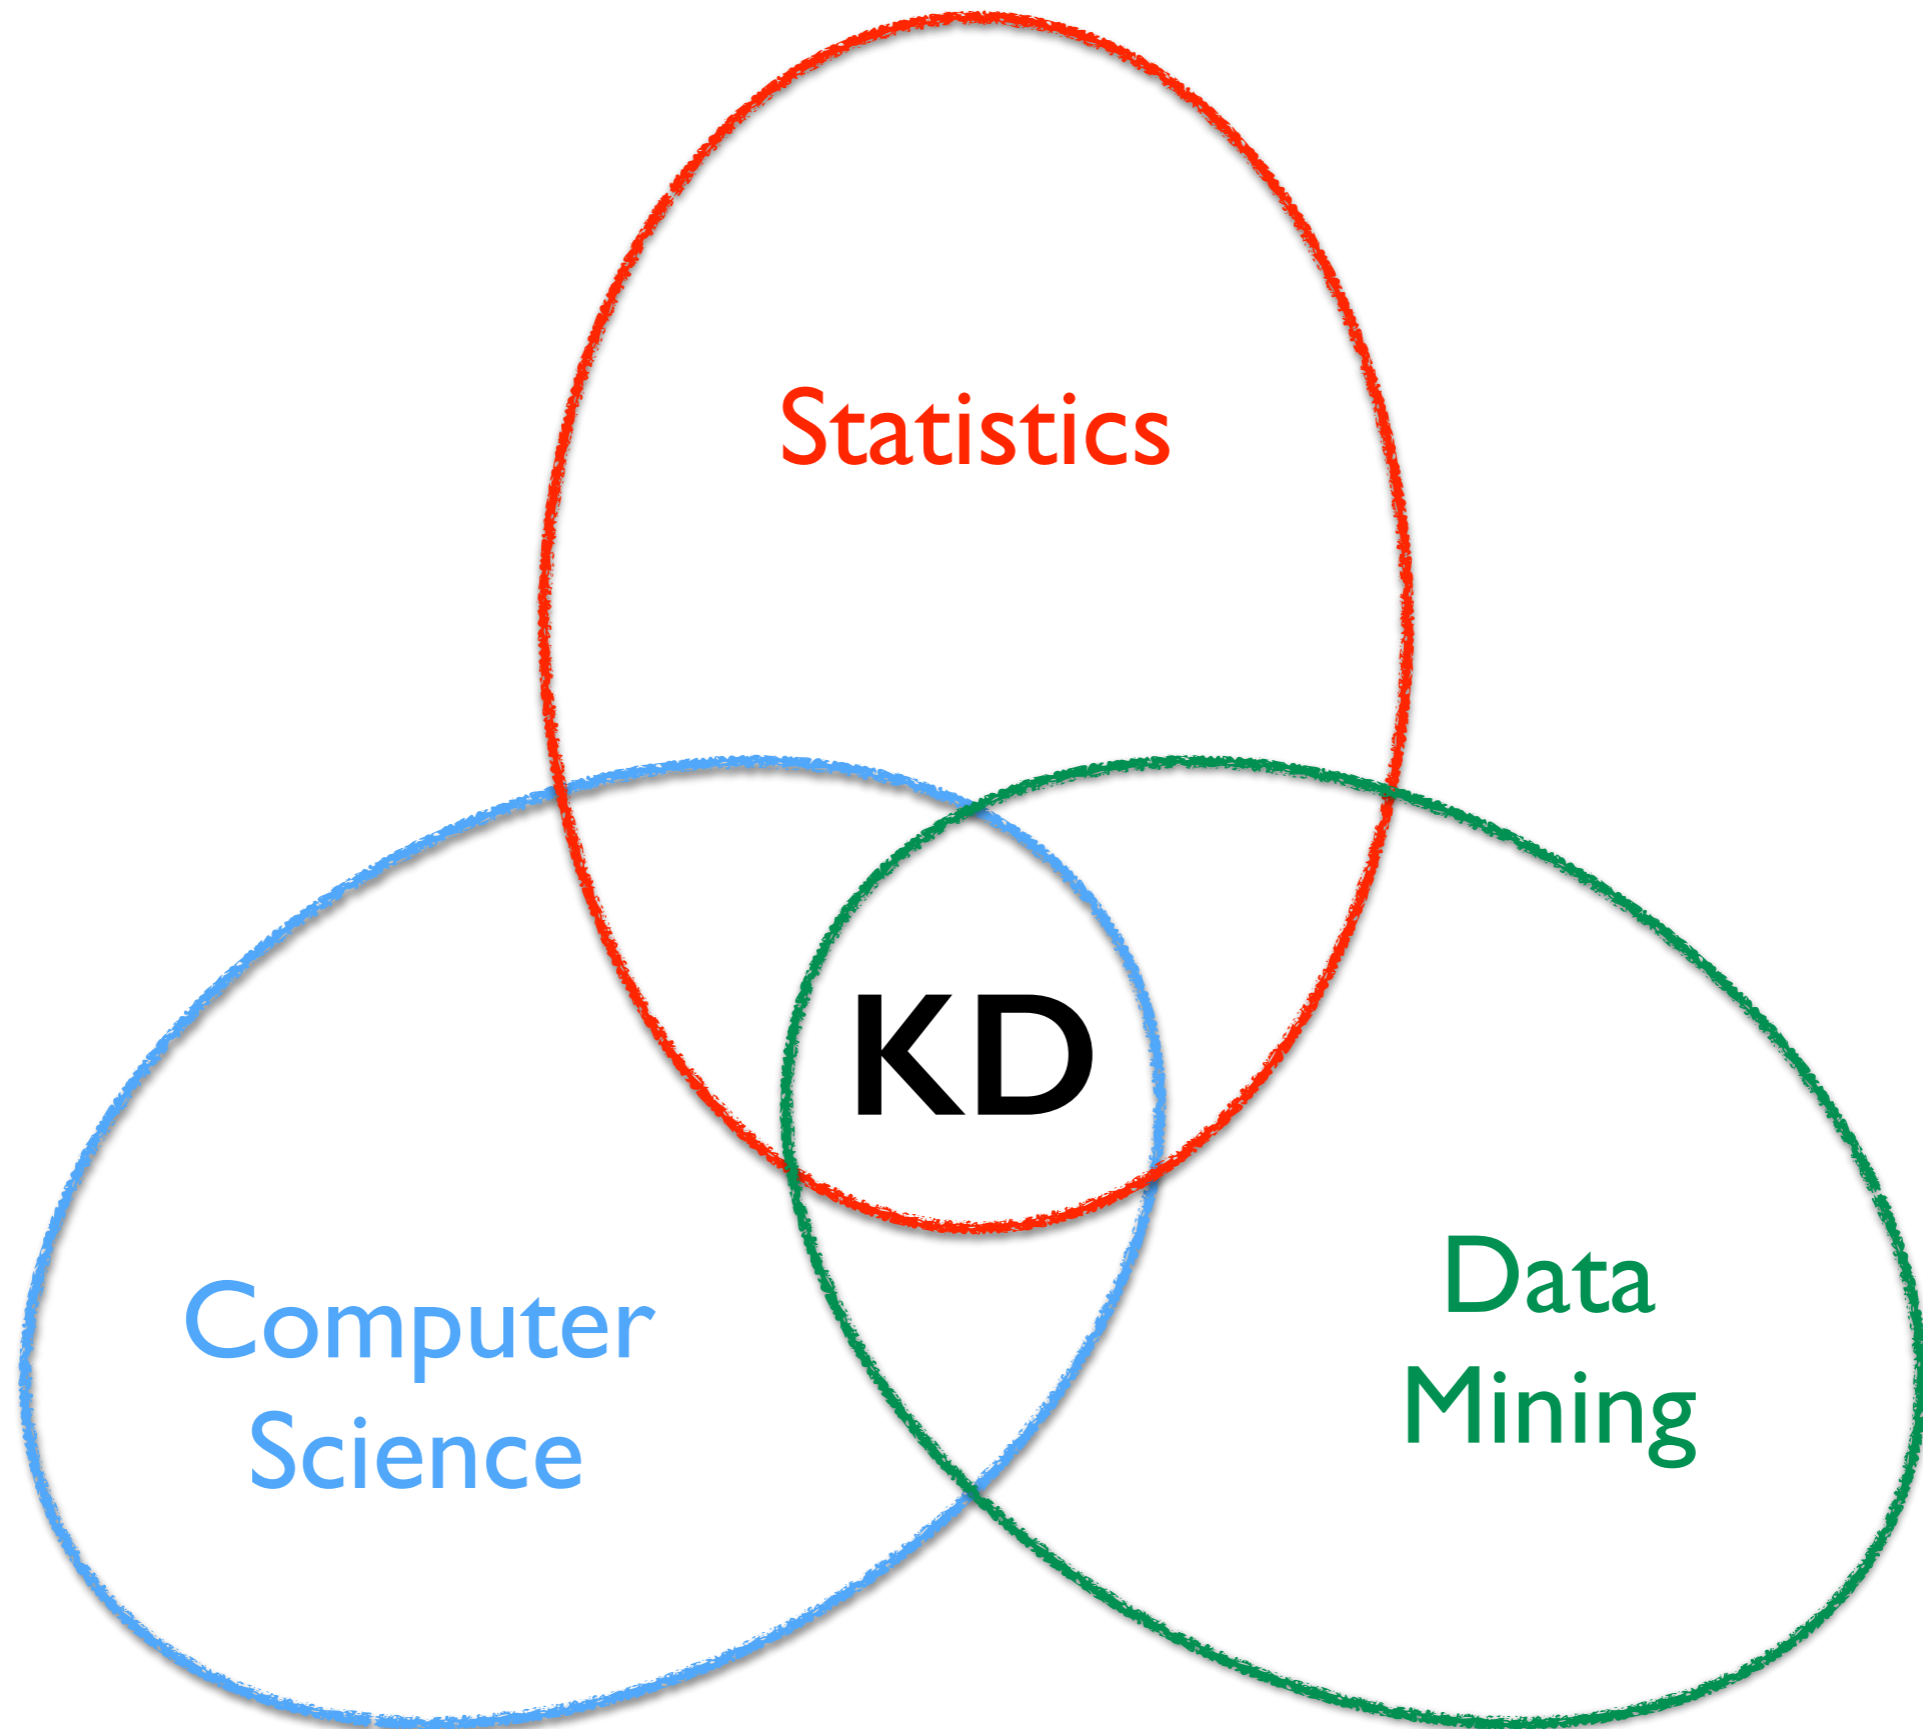 Statistics
KD
Computer
Science
Data
Mining